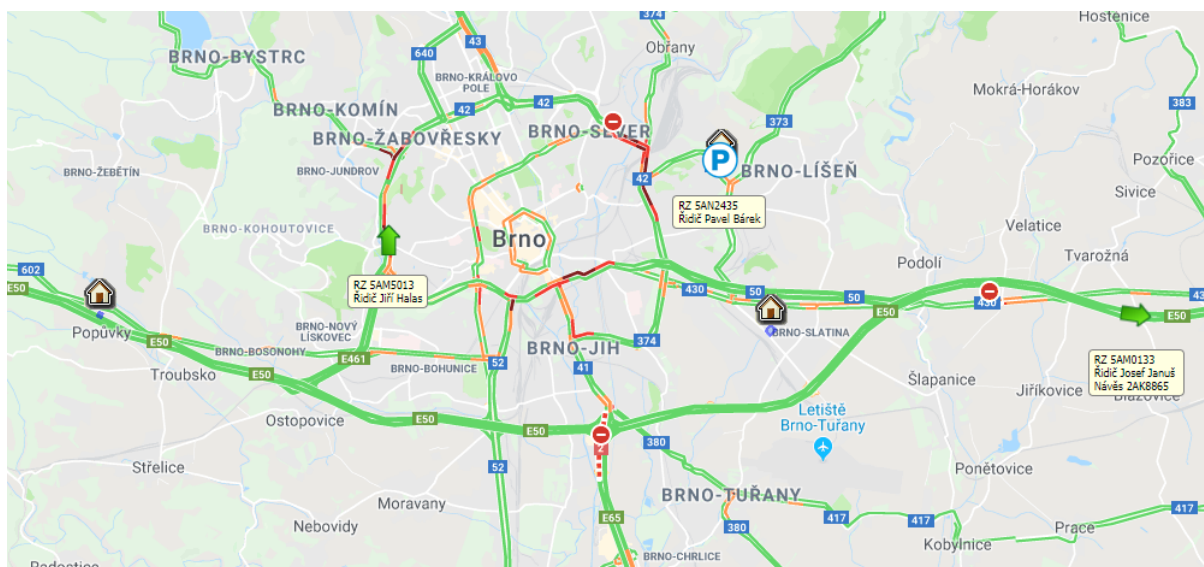 374
Hostěnice
43
Obřany
BRNO-BYSTRC
640
BRNO-KRÁLOVO
POLE
Mokrá-Horákov
383
BRNO-KOMÍN
42
42
BRNO-SEVER
373
BRNO-ŽABOVŘESKY
Pozořice
BRNO-ŽEBĚTÍN
BRNO-JUNDROV
P
BRNO-LÍŠEŇ
42
Sivice
RZ 5AN2435
Řidič Pavel Bárek
BRNO-KOHOUTOVICE
Brno
Velatice
Tvarožná
602
Podolí
RZ 5AM5013
Řidič Jiří Halas
430
50
50
430
E50
E50
Popůvky
BRNO-NOVÝ
LÍSKOVEC
BRNO-SLATINA
E50
BRNO-BOSONOHY
E461
52
BRNO-JIH
374
RZ 5AM0133
Řidič Josef Januš
Návěs 2AK8865
Blažovice
Troubsko
E50
BRNO-BOHUNICE
41
Šlapanice
Jiříkovice
Ostopovice
E50
E50
Letiště
Brno-Tuřany
2
380
Střelice
52
Ponětovice
Moravany
BRNO-TUŘANY
Nebovidy
E65
417
417
Prace
417
380
Kobylnice
BRNO-CHRLICE